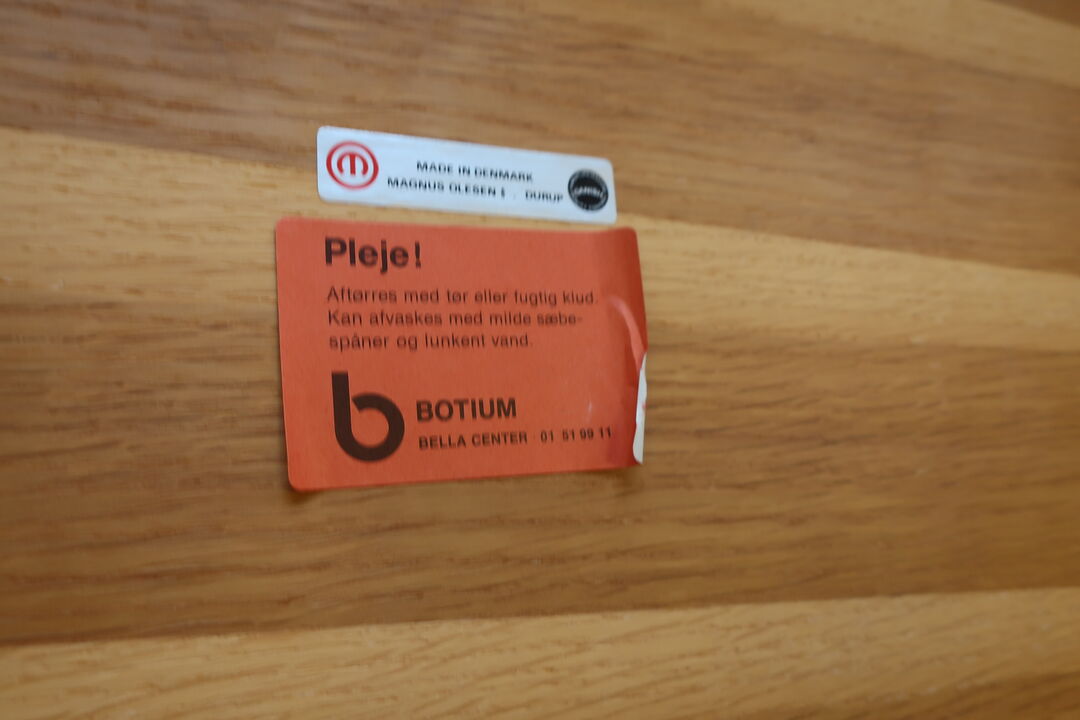 MADE IN DENMARK
MAGNUS OLESEN DURUP
Pleje!
Aftørres med tør eller fugtig klud.
Kan afvaskes med milde sæbe-
spåner og lunkent vand.
b BOTIUM
BELLA CENTER · 01 51 99 11